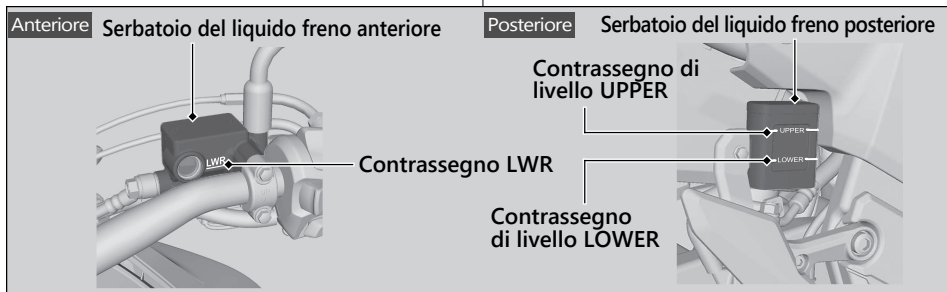 Anteriore
Serbatoio del liquido freno anteriore
LWR
Contrassegno LWR
Posteriore
Serbatoio del liquido freno posteriore
Contrassegno di
livello UPPER
UPPER
LOWER
Contrassegno
di livello LOWER